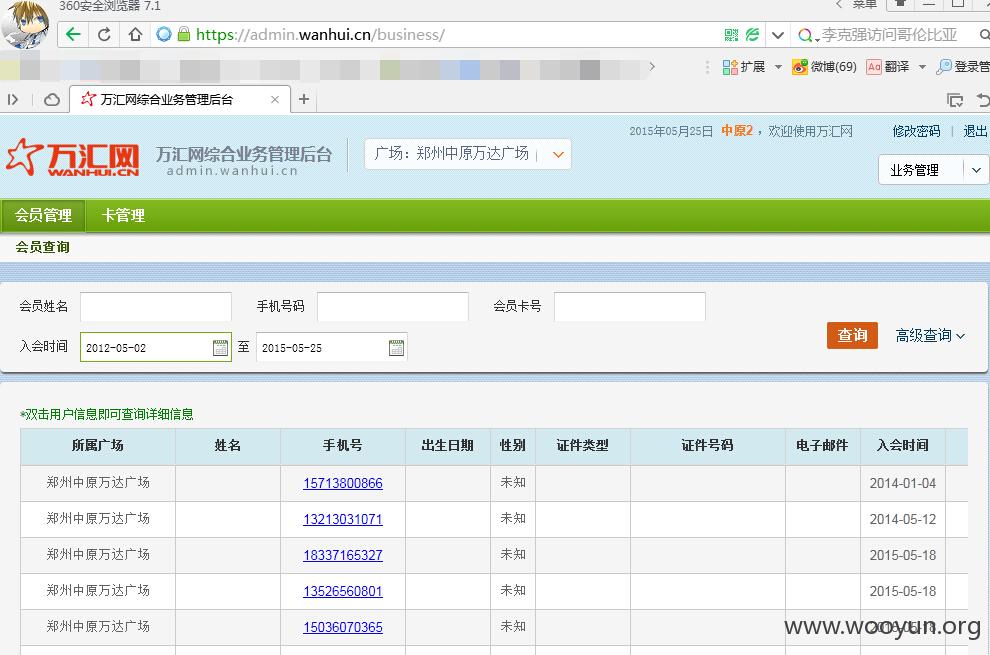 360安全浏览器 7.1
菜单
https://admin.wanhui.cn/business/
李克强访问哥伦比亚
扩展 微博(69) Aあ 翻译 登录管
万汇网综合业务管理后台
2015年05月25日 中原2 ，欢迎使用万汇网 修改密码 | 退出
万汇网 WANHUI.CN
万汇网综合业务管理后台
admin.wanhui.cn
广场：郑州中原万达广场
业务管理
会员管理 卡管理
会员查询
会员姓名 手机号码 会员卡号
入会时间 2012-05-02 至 2015-05-25
查询 高级查询
*双击用户信息即可查询详细信息
所属广场 姓名 手机号 出生日期 性别 证件类型 证件号码 电子邮件 入会时间
郑州中原万达广场 15713800866 未知 2014-01-04
郑州中原万达广场 13213031071 未知 2014-05-12
郑州中原万达广场 18337165327 未知 2015-05-18
郑州中原万达广场 13526560801 未知 2015-05-18
郑州中原万达广场 15036070365 未知
www.wooyun.org